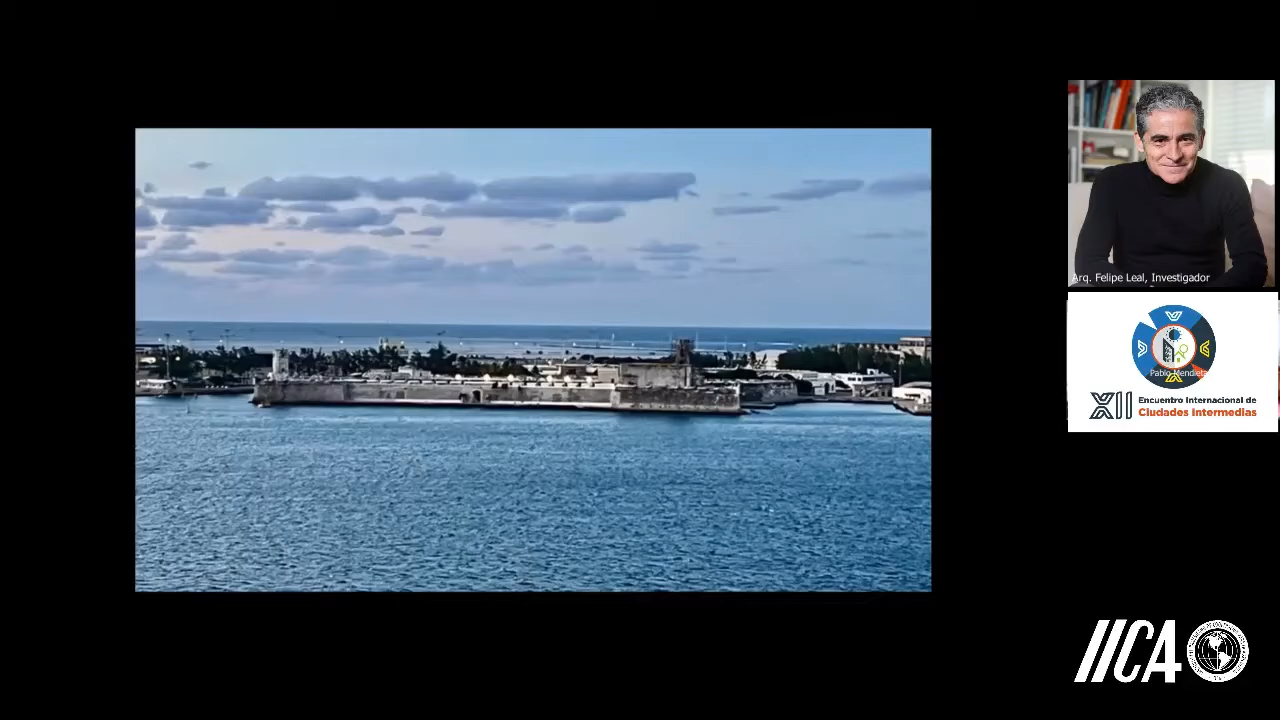 Arq. Felipe Leal, Investigador
Pablo Mendieta
XII
Encuentro Internacional de
Ciudades Intermedias
IICA